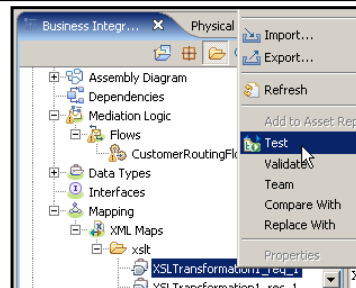 Business Integr...
Physical
Import...
Export...
Refresh
Assembly Diagram
Dependencies
Add to Asset Rep
Mediation Logic
Test
Flows
Validate
CustomerRoutingFlo
Team
Data Types
Interfaces
Compare With
Mapping
Replace With
XML Maps
xslt
Properties
XSLTransformation1_req_1
XSLTransformation1_res_1